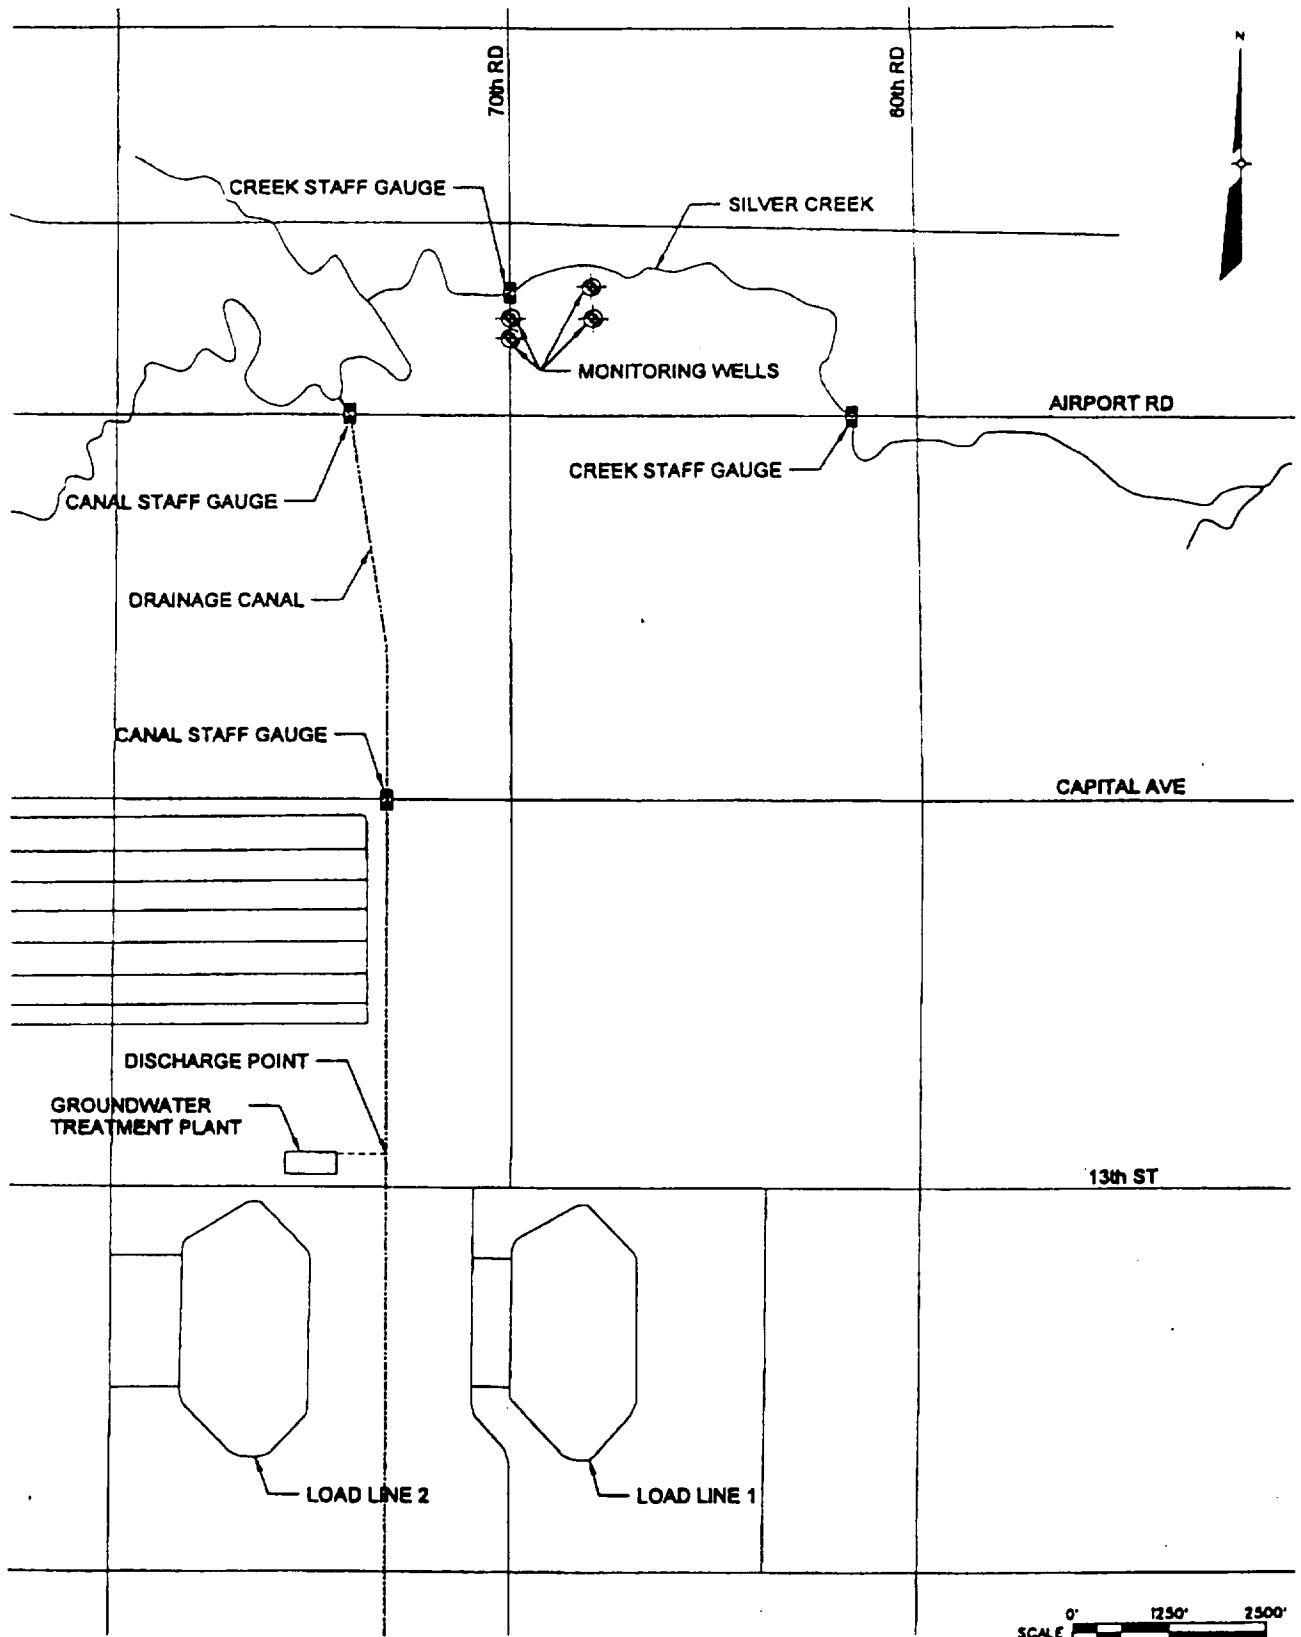 N
70th RD
60th RD
CREEK STAFF GAUGE
SILVER CREEK
MONITORING WELLS
AIRPORT RD
CREEK STAFF GAUGE
CANAL STAFF GAUGE
DRAINAGE CANAL
CANAL STAFF GAUGE
CAPITAL AVE
DISCHARGE POINT
GROUNDWATER
TREATMENT PLANT
13th ST
LOAD LINE 2
LOAD LINE 1
0' 1250' 2500'
SCALE